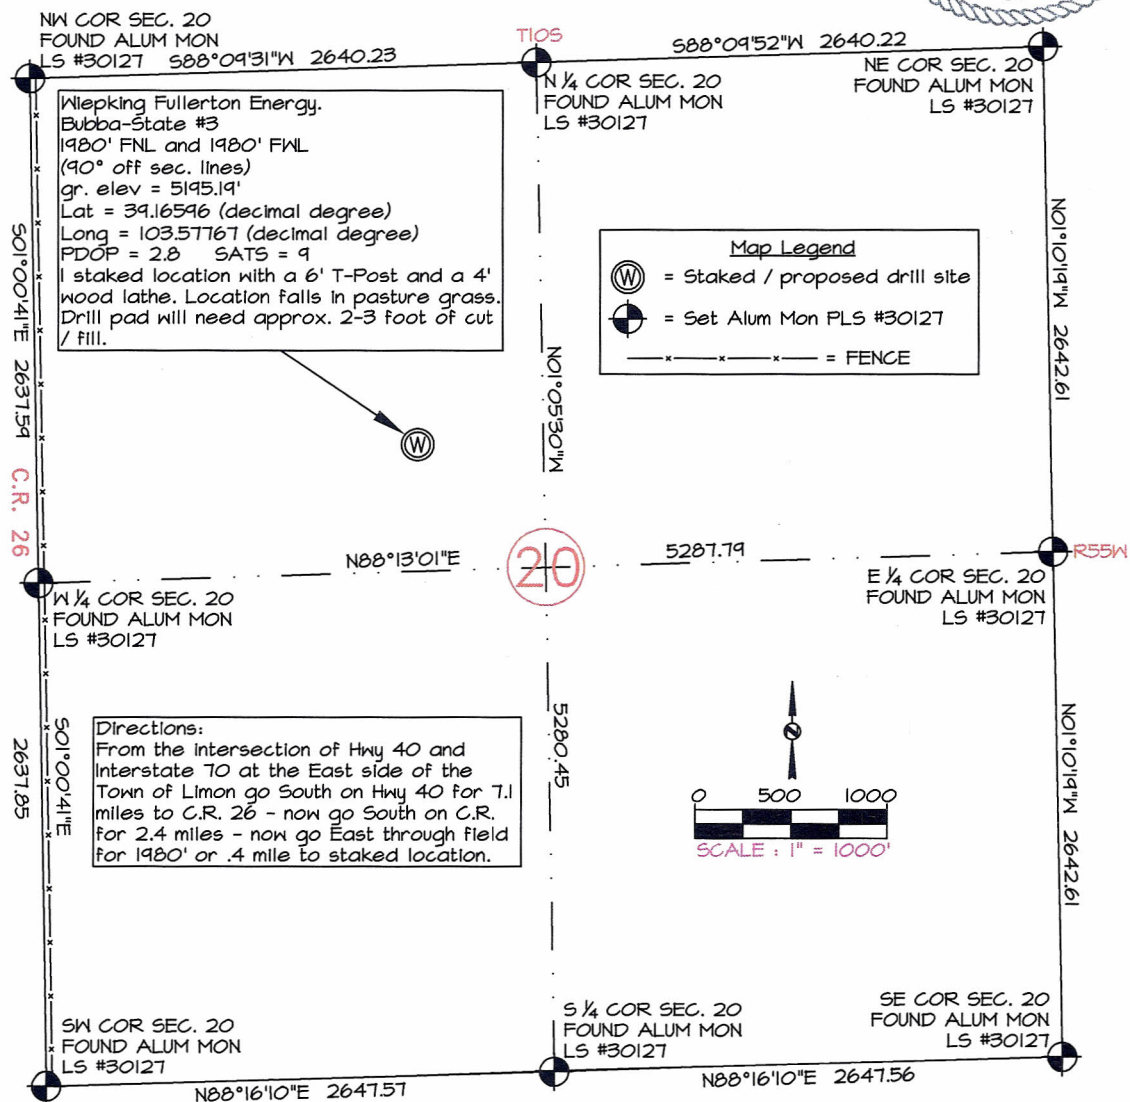 NW COR SEC. 20
FOUND ALUM MON
LS #30127
S88°09'31"W 2640.23
T10S
S88°09'52"W 2640.22
N 1/4 COR SEC. 20
FOUND ALUM MON
LS #30127
NE COR SEC. 20
FOUND ALUM MON
LS #30127
Wiepking Fullerton Energy.
Bubba-State #3
1980' FNL and 1980' FWL
(90° off sec. lines)
gr. elev = 5195.19'
Lat = 39.16596 (decimal degree)
Long = 103.57767 (decimal degree)
PDOP = 2.8 SATS = 9
I staked location with a 6' T-Post and a 4'
wood lathe. Location falls in pasture grass.
Drill pad will need approx. 2-3 foot of cut
/ fill.
Map Legend
W = Staked / proposed drill site
= Set Alum Mon PLS #30127
= FENCE
S01°00'41"E 2637.59
C.R. 26
N01°05'30"W
N01°10'19"W 2642.61
W
N88°13'01"E
20
5287.79
R55W
W 1/4 COR SEC. 20
FOUND ALUM MON
LS #30127
E 1/4 COR SEC. 20
FOUND ALUM MON
LS #30127
S01°00'41"E
2637.85
Directions:
From the intersection of Hwy 40 and
Interstate 70 at the East side of the
Town of Limon go South on Hwy 40 for 7.1
miles to C.R. 26 - now go South on C.R.
for 2.4 miles - now go East through field
for 1980' or .4 mile to staked location.
5280.45
N
0 500 1000
SCALE : 1" = 1000'
N01°10'19"W 2642.61
SW COR SEC. 20
FOUND ALUM MON
LS #30127
S 1/4 COR SEC. 20
FOUND ALUM MON
LS #30127
SE COR SEC. 20
FOUND ALUM MON
LS #30127
N88°16'10"E 2647.57
N88°16'10"E 2647.56